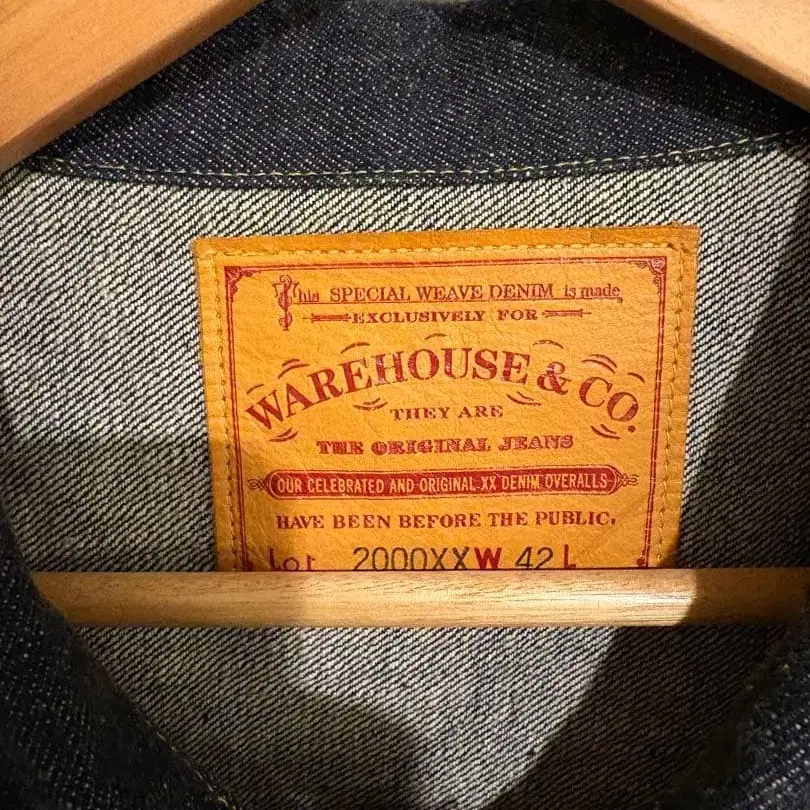 This SPECIAL WEAVE DENIM is made
EXCLUSIVELY FOR
WAREHOUSE & CO.
THEY ARE
THE ORIGINAL JEANS
OUR CELEBRATED AND ORIGINAL XX DENIM OVERALLS
HAVE BEEN BEFORE THE PUBLIC.
Lot 2000XX W 42 L